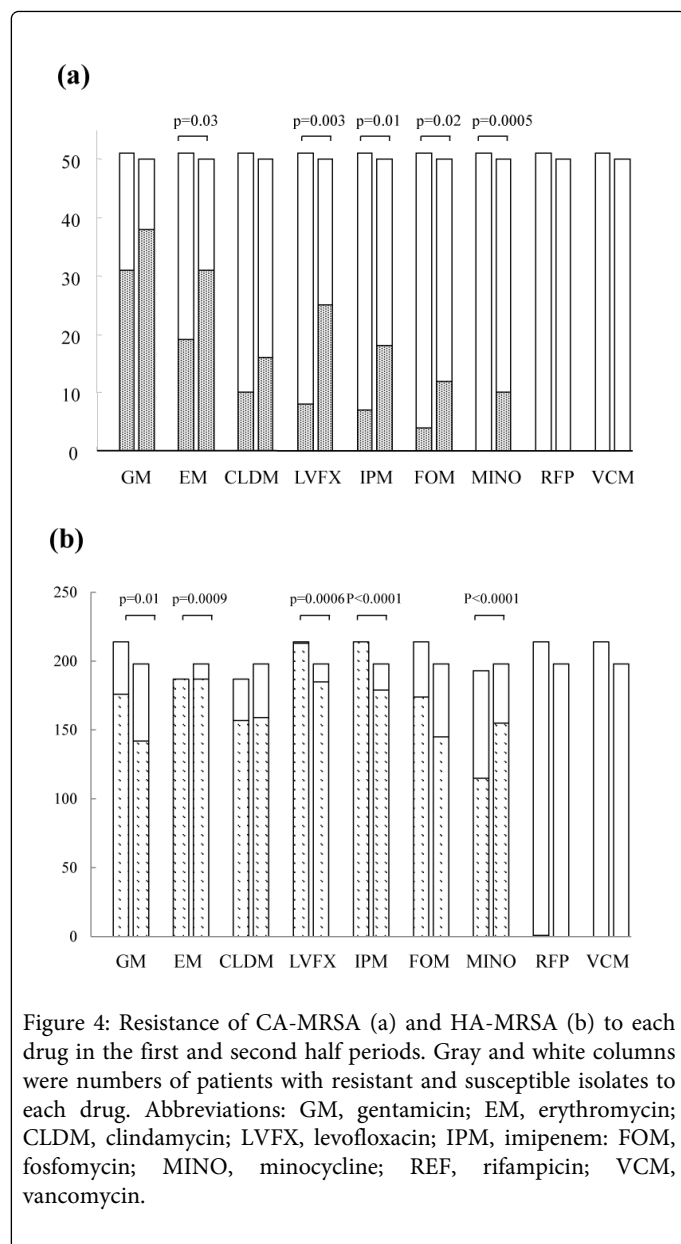 (a)
p=0.03 p=0.003 p=0.01 p=0.02 p=0.0005
50
40
30
20
10
0
GM EM CLDM LVFX IPM FOM MINO RFP VCM
(b)
250
p=0.01 p=0.0009 p=0.0006 P<0.0001 P<0.0001
200
150
100
50
0
GM EM CLDM LVFX IPM FOM MINO RFP VCM
Figure 4: Resistance of CA-MRSA (a) and HA-MRSA (b) to each
drug in the first and second half periods. Gray and white columns
were numbers of patients with resistant and susceptible isolates to
each drug. Abbreviations: GM, gentamicin; EM, erythromycin;
CLDM, clindamycin; LVFX, levofloxacin; IPM, imipenem: FOM,
fosfomycin; MINO, minocycline; REF, rifampicin; VCM,
vancomycin.